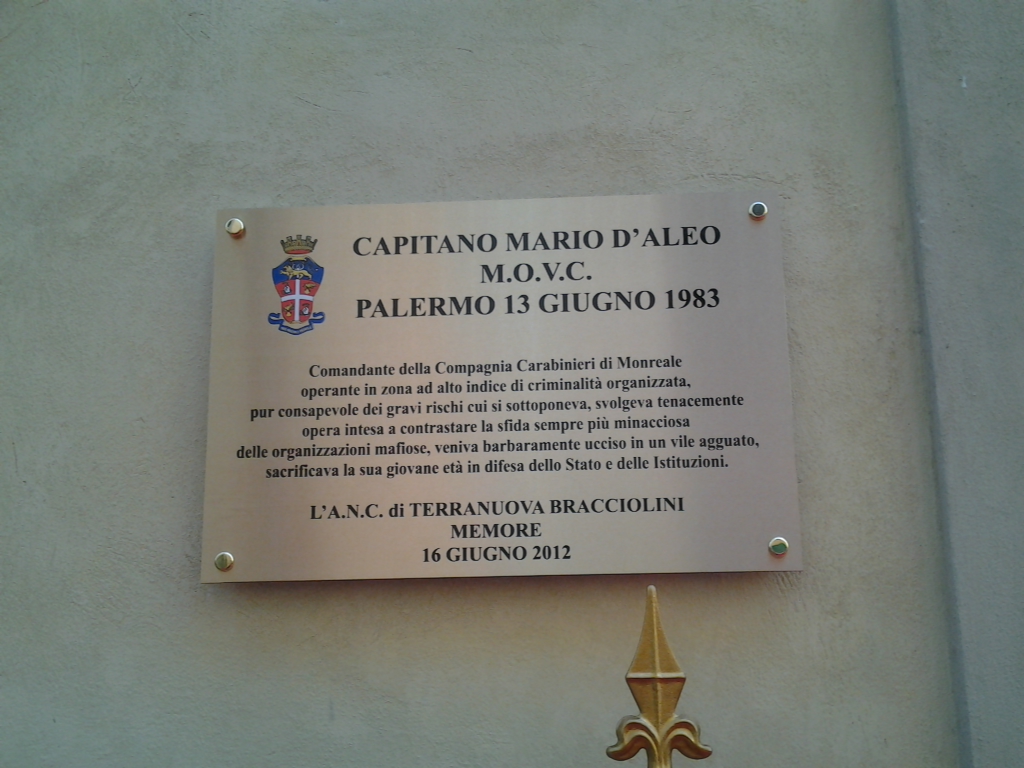 CAPITANO MARIO D'ALEO
M.O.V.C.
PALERMO 13 GIUGNO 1983
Comandante della Compagnia Carabinieri di Monreale
operante in zona ad alto indice di criminalità organizzata,
pur consapevole dei gravi rischi cui si sottoponeva, svolgeva tenacemente
opera intesa a contrastare la sfida sempre più minacciosa
delle organizzazioni mafiose, veniva barbaramente ucciso in un vile agguato,
sacrificava la sua giovane età in difesa dello Stato e delle Istituzioni.
L'A.N.C. di TERRANUOVA BRACCIOLINI
MEMORE
16 GIUGNO 2012